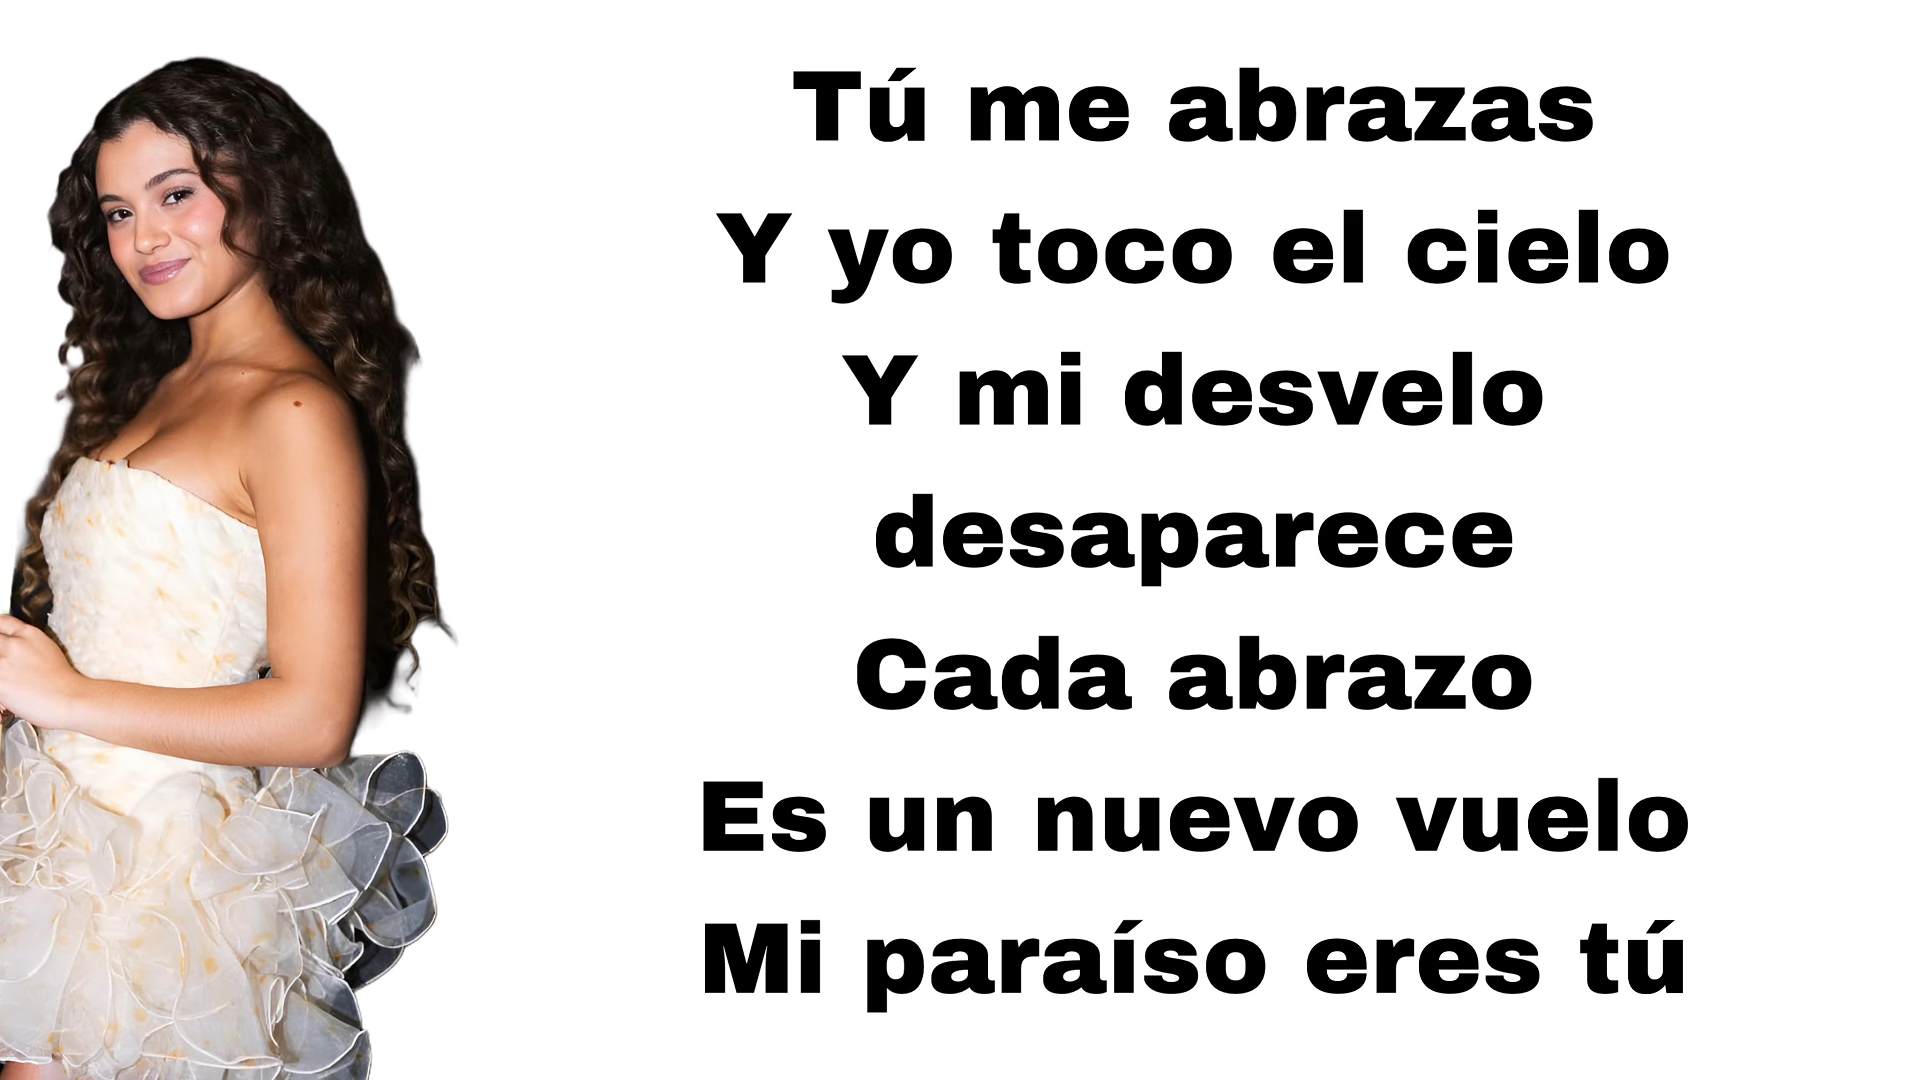 Tú me abrazas
Y yo toco el cielo
Y mi desvelo
desaparece
Cada abrazo
Es un nuevo vuelo
Mi paraíso eres tú